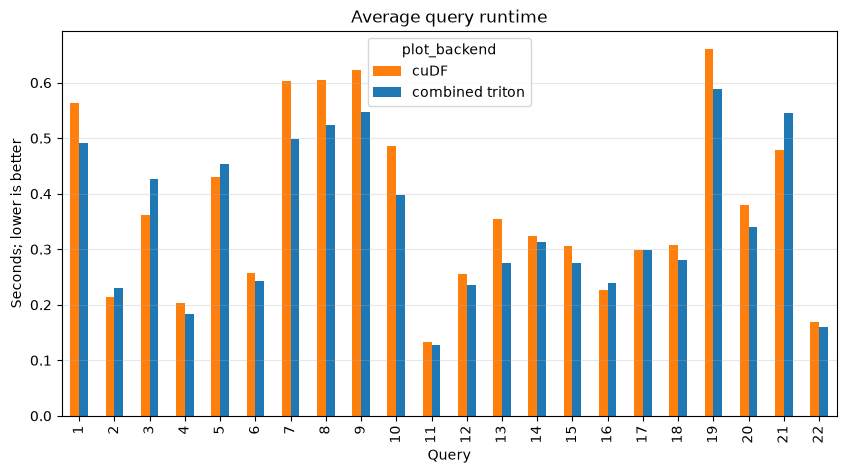 Average query runtime
plot_backend
cuDF
combined triton
Seconds; lower is better
0.6
0.5
0.4
0.3
0.2
0.1
0.0
1 2 3 4 5 6 7 8 9 10 11 12 13 14 15 16 17 18 19 20 21 22
Query